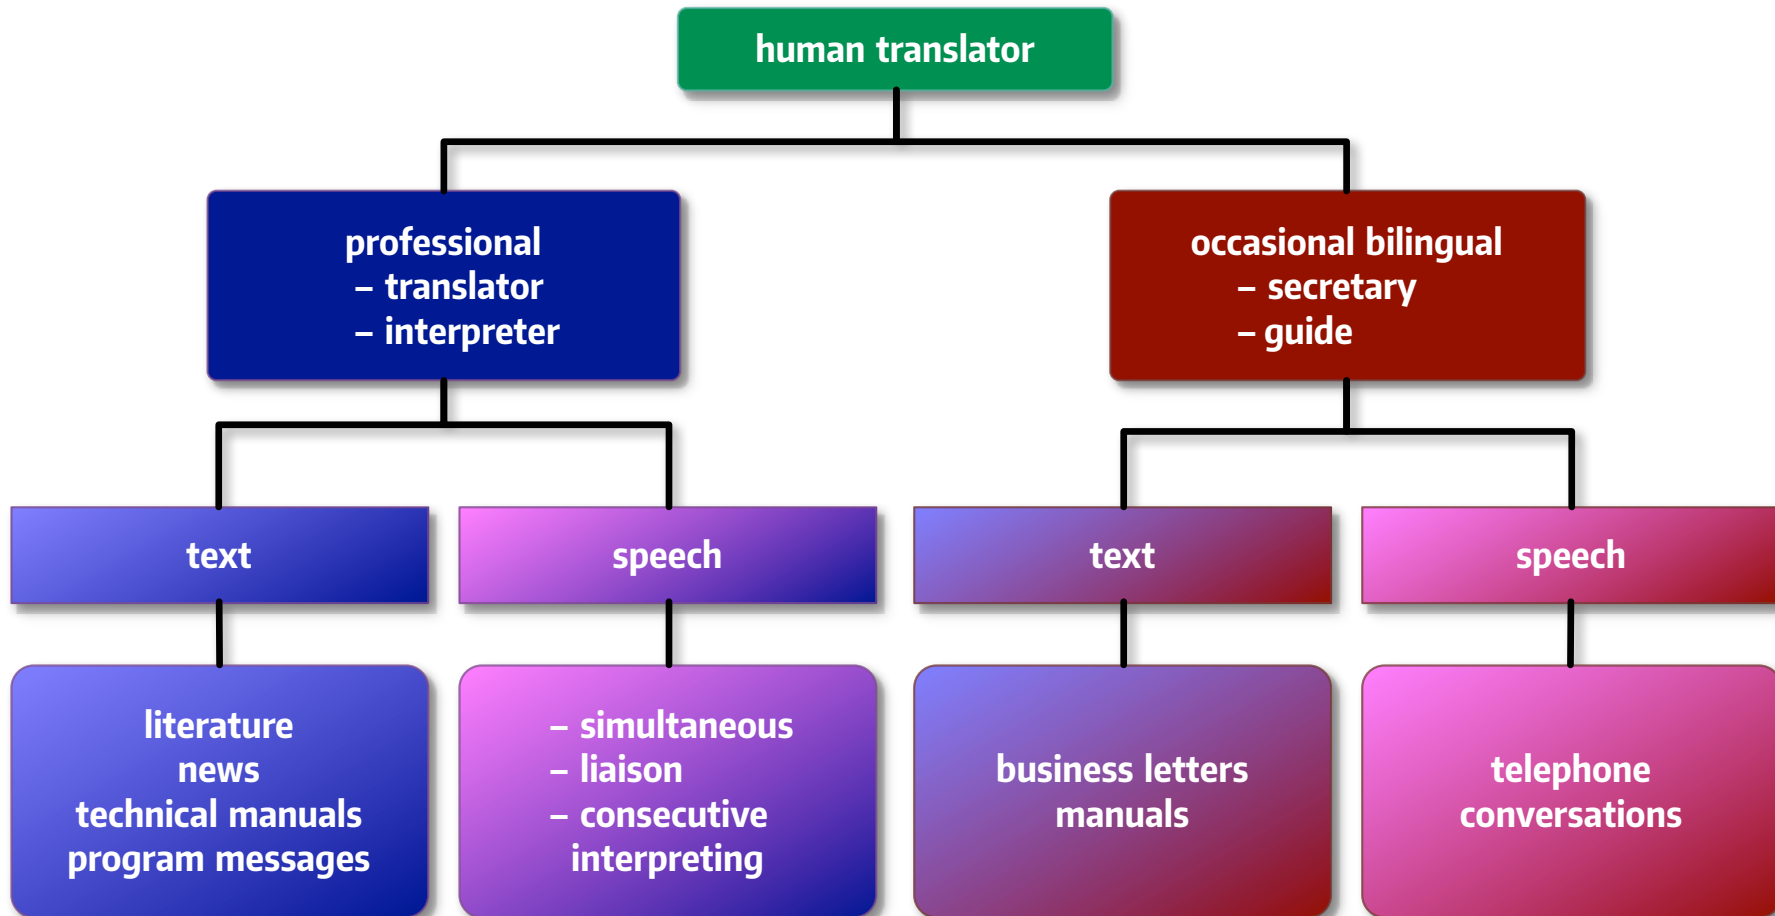 human translator
professional
– translator
– interpreter
occasional bilingual
– secretary
– guide
text
speech
text
speech
literature
news
technical manuals
program messages
– simultaneous
– liaison
– consecutive
interpreting
business letters
manuals
telephone
conversations